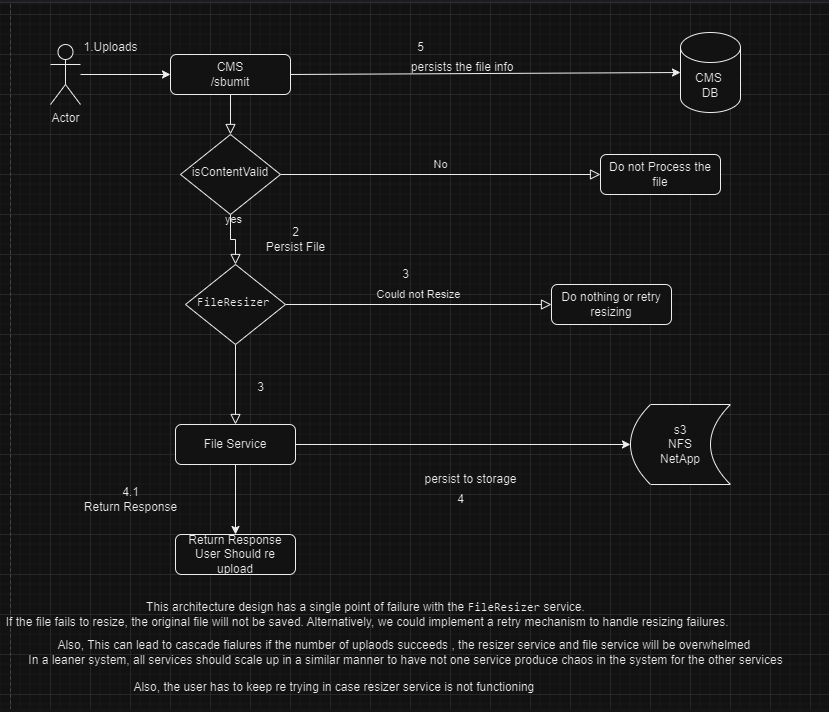 1.Uploads
5
CMS
/sbumit
persists the file info
CMS
DB
Actor
isContentValid
No
Do not Process the
file
yes
2
Persist File
3
Could not Resize
FileResizer
Do nothing or retry
resizing
3
File Service
s3
NFS
NetApp
persist to storage
4
4.1
Return Response
Return Response
User Should re
upload
This architecture design has a single point of failure with the FileResizer service.
If the file fails to resize, the original file will not be saved. Alternatively, we could implement a retry mechanism to handle resizing failures.
Also, This can lead to cascade fialures if the number of uplaods succeeds , the resizer service and file service will be overwhelmed
In a leaner system, all services should scale up in a similar manner to have not one service produce chaos in the system for the other services
Also, the user has to keep re trying in case resizer service is not functioning